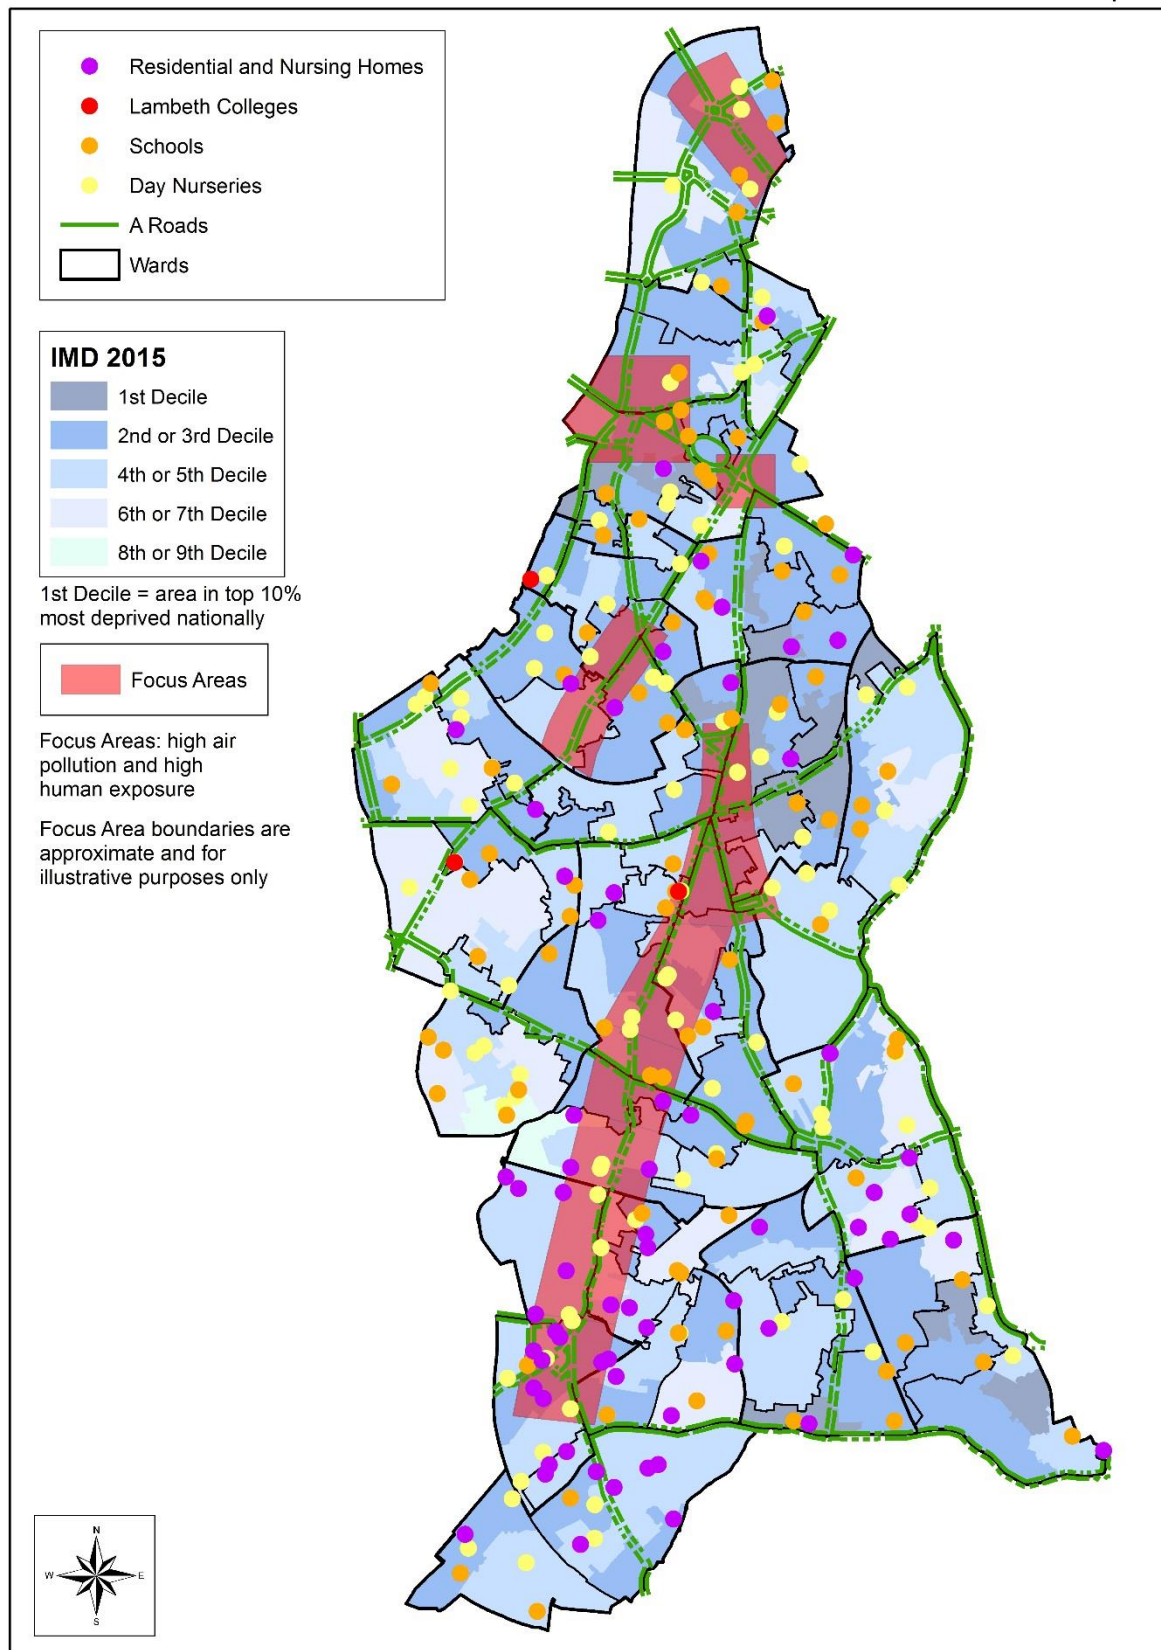 Residential and Nursing Homes
Lambeth Colleges
Schools
Day Nurseries
A Roads
Wards
IMD 2015
1st Decile
2nd or 3rd Decile
4th or 5th Decile
6th or 7th Decile
8th or 9th Decile
1st Decile = area in top 10%
most deprived nationally
Focus Areas
Focus Areas: high air
pollution and high
human exposure
Focus Area boundaries are
approximate and for
illustrative purposes only
N
W E
S